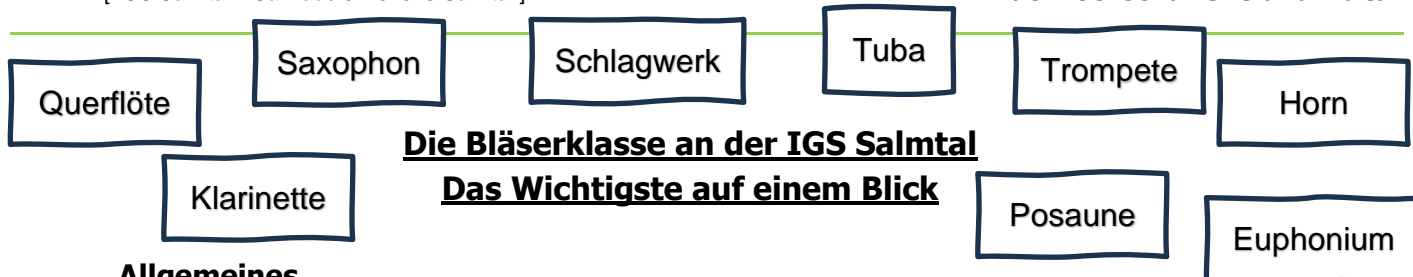 Querflöte
Saxophon
Schlagwerk
Tuba
Trompete
Horn
Die Bläserklasse an der IGS Salmtal
Das Wichtigste auf einem Blick
Klarinette
Posaune
Euphonium
Allgemeines